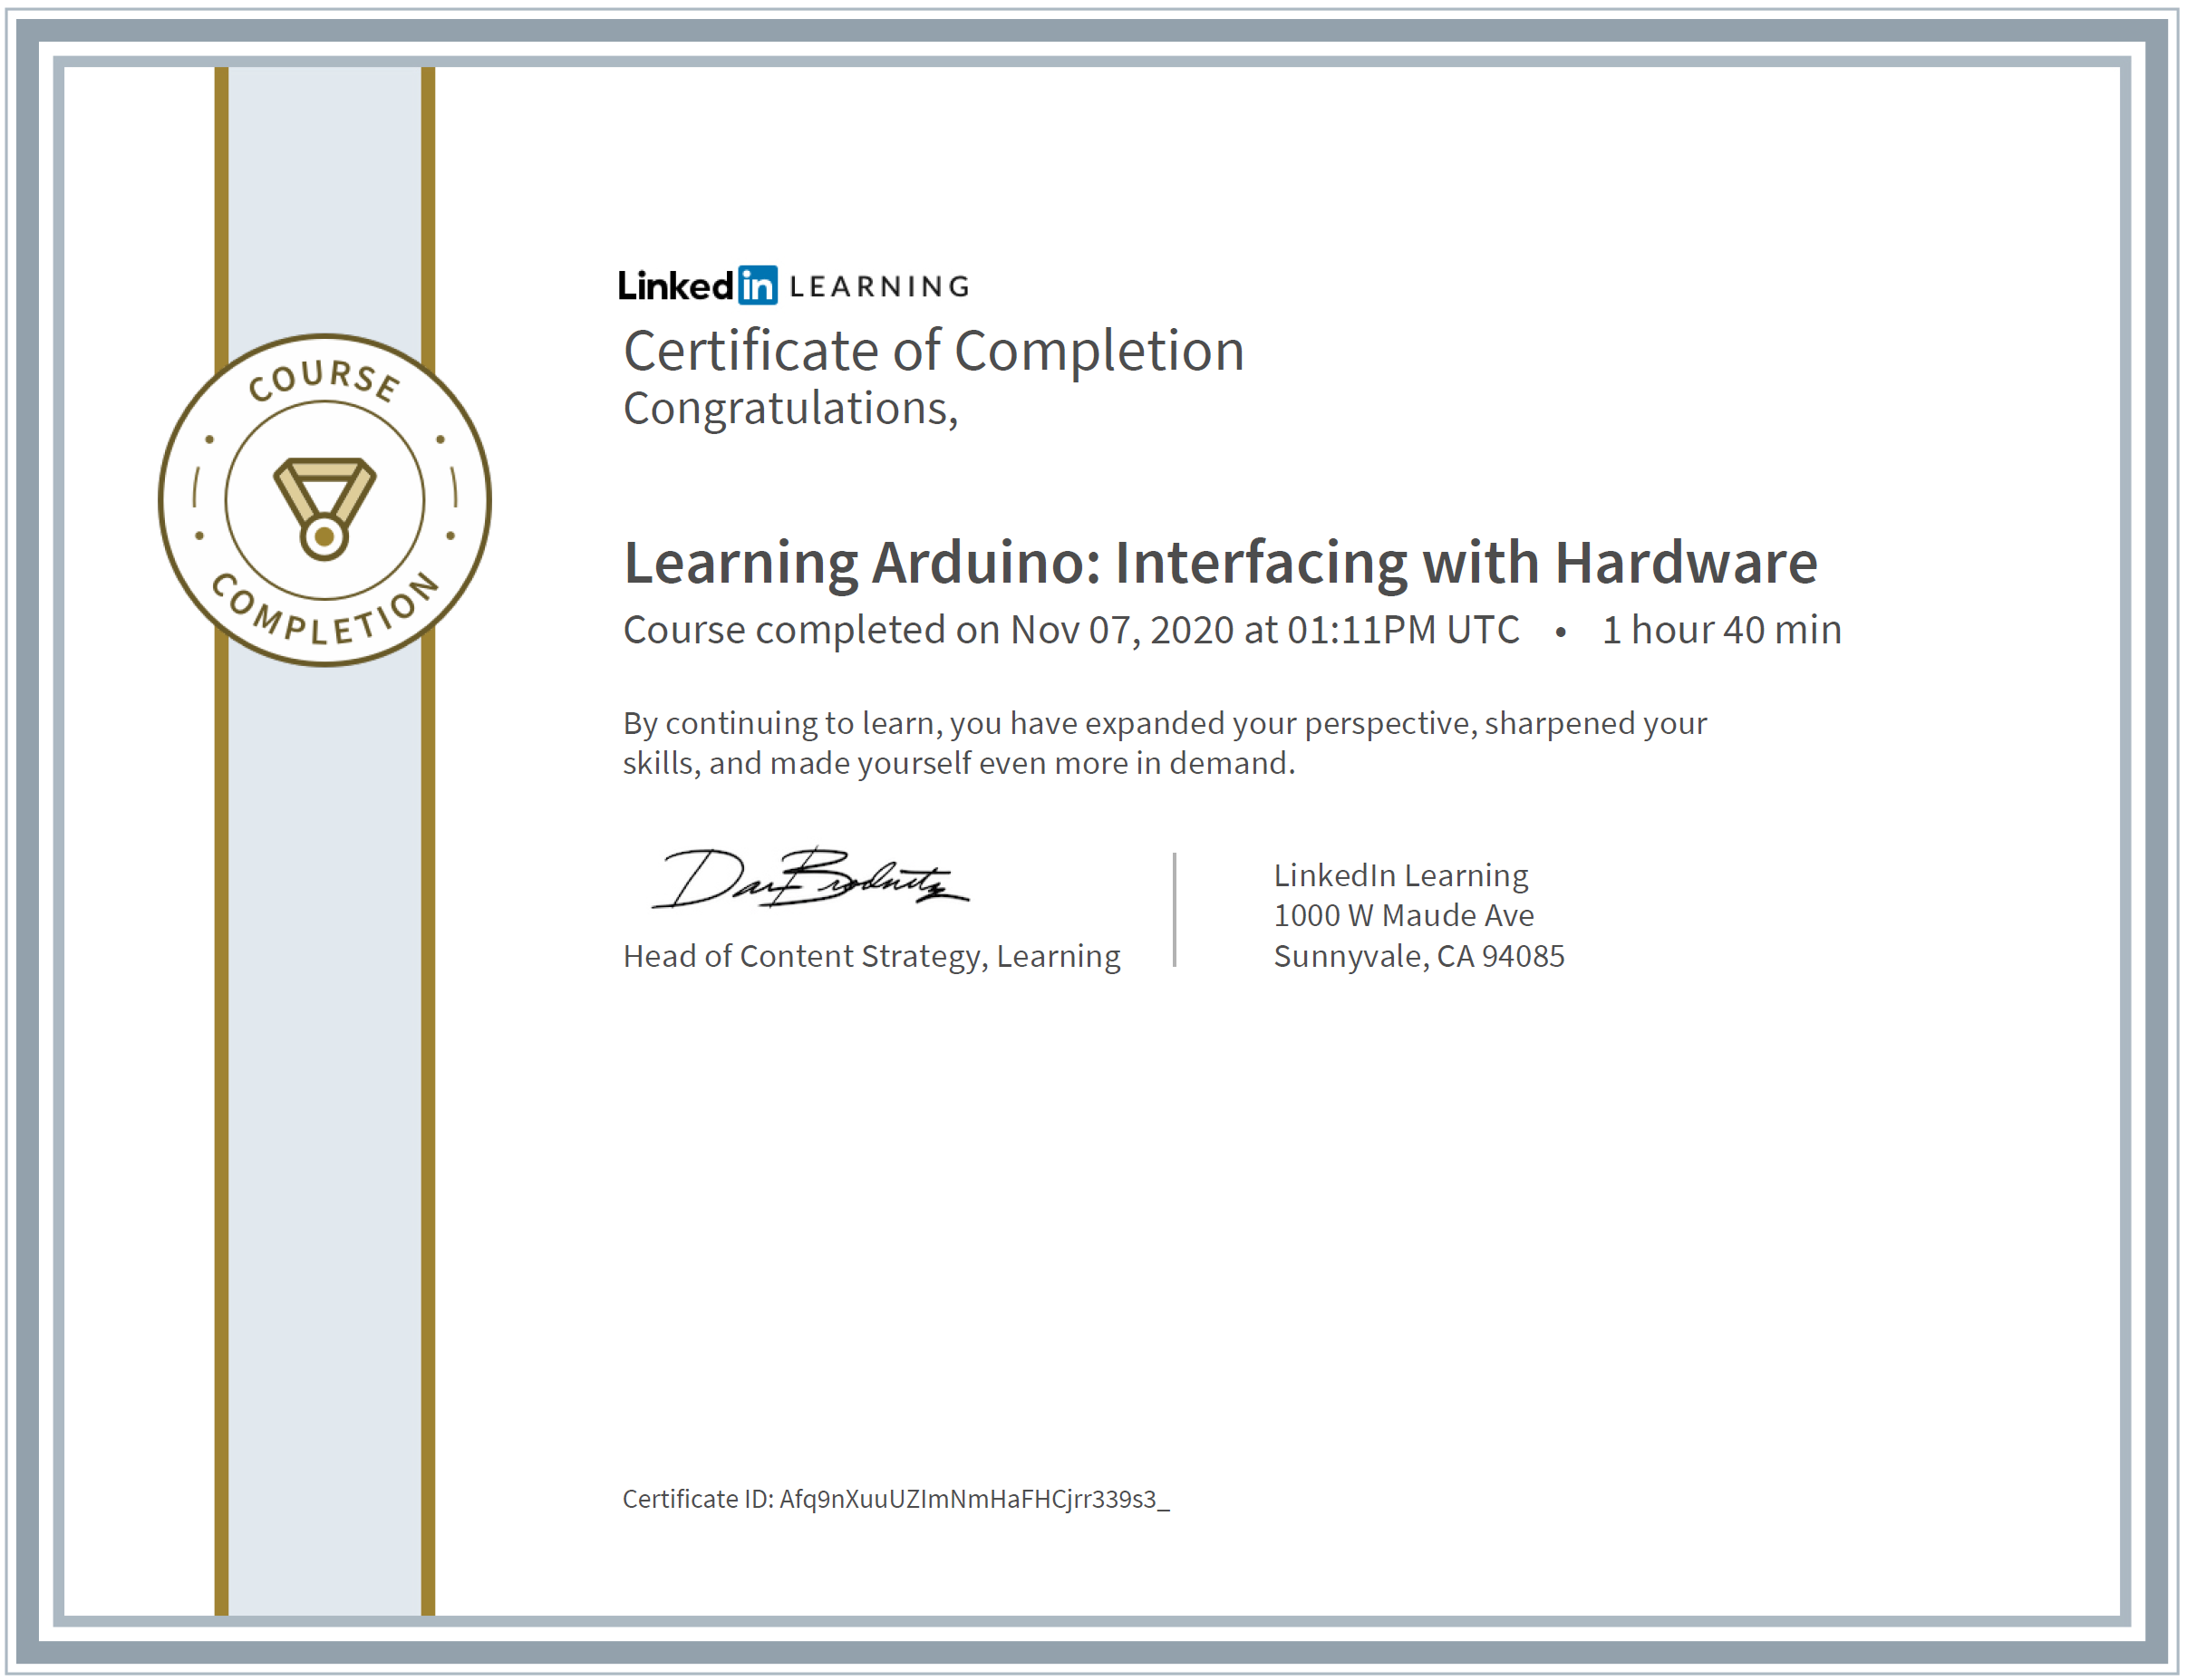 COURSE
COMPLETION
Linked in LEARNING
Certificate of Completion
Congratulations,
Learning Arduino: Interfacing with Hardware
Course completed on Nov 07, 2020 at 01:11PM UTC • 1 hour 40 min
By continuing to learn, you have expanded your perspective, sharpened your
skills, and made yourself even more in demand.
Dan Brodnitz
Head of Content Strategy, Learning
LinkedIn Learning
1000 W Maude Ave
Sunnyvale, CA 94085
Certificate ID: Afq9nXuuUZImNmHaFHCjrr339s3_